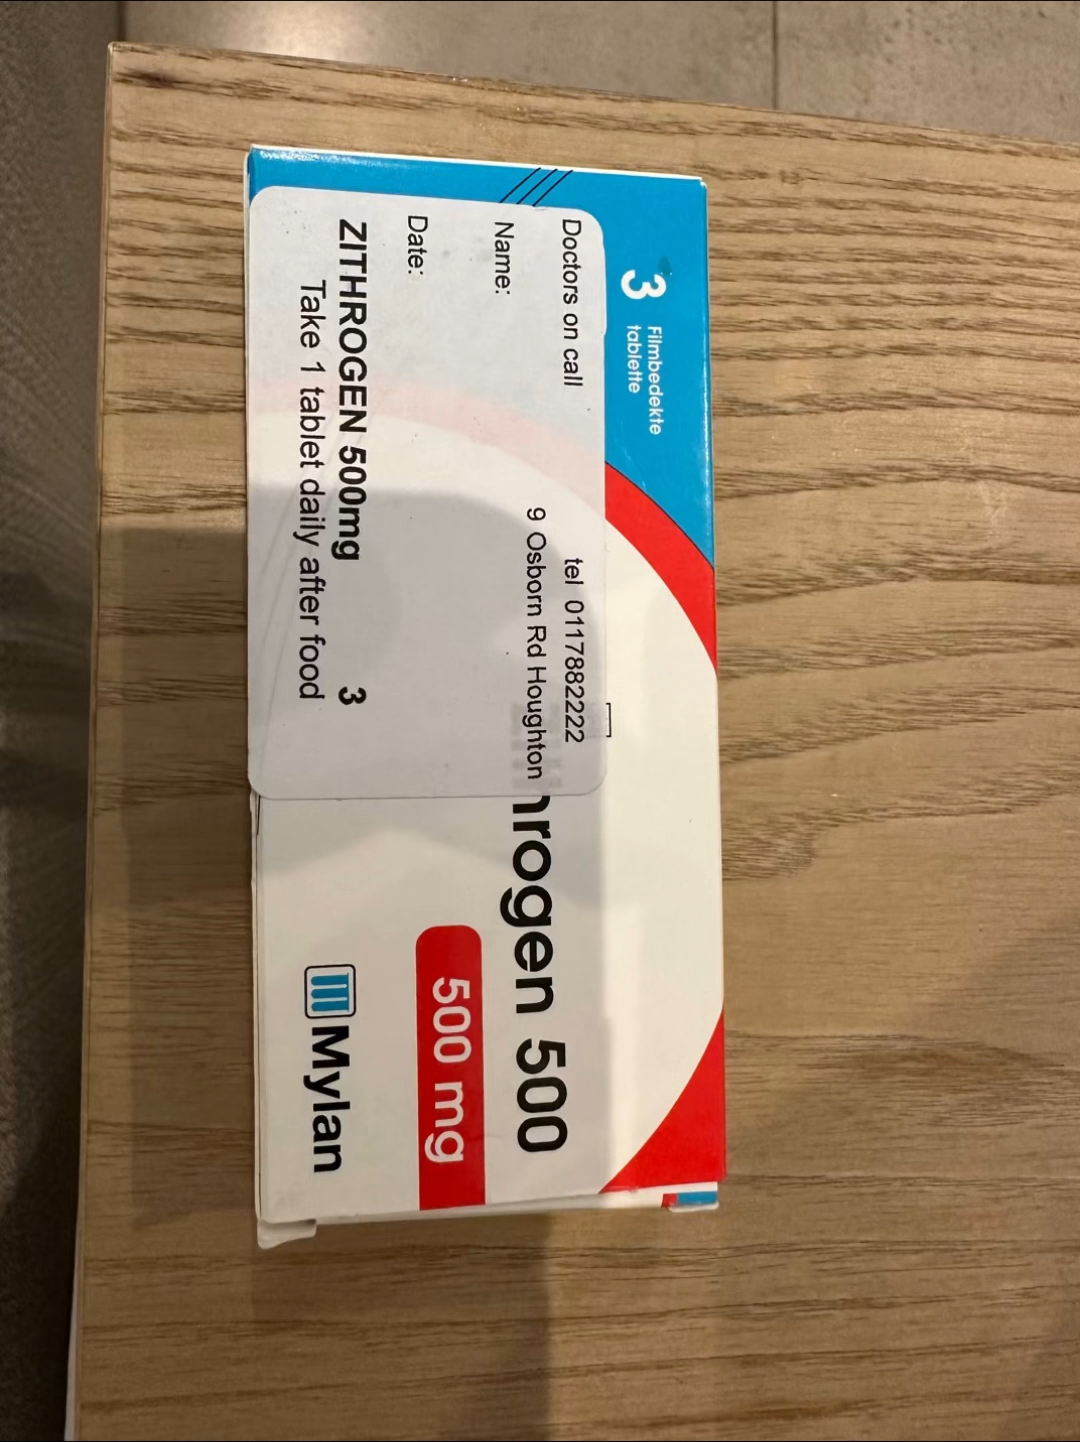 3 Filmbedekte
tablette
Doctors on call tel 0117882222
9 Osborn Rd Houghton
Name:
Date:
ZITHROGEN 500mg 3
Take 1 tablet daily after food
hrogen 500
500 mg
Mylan